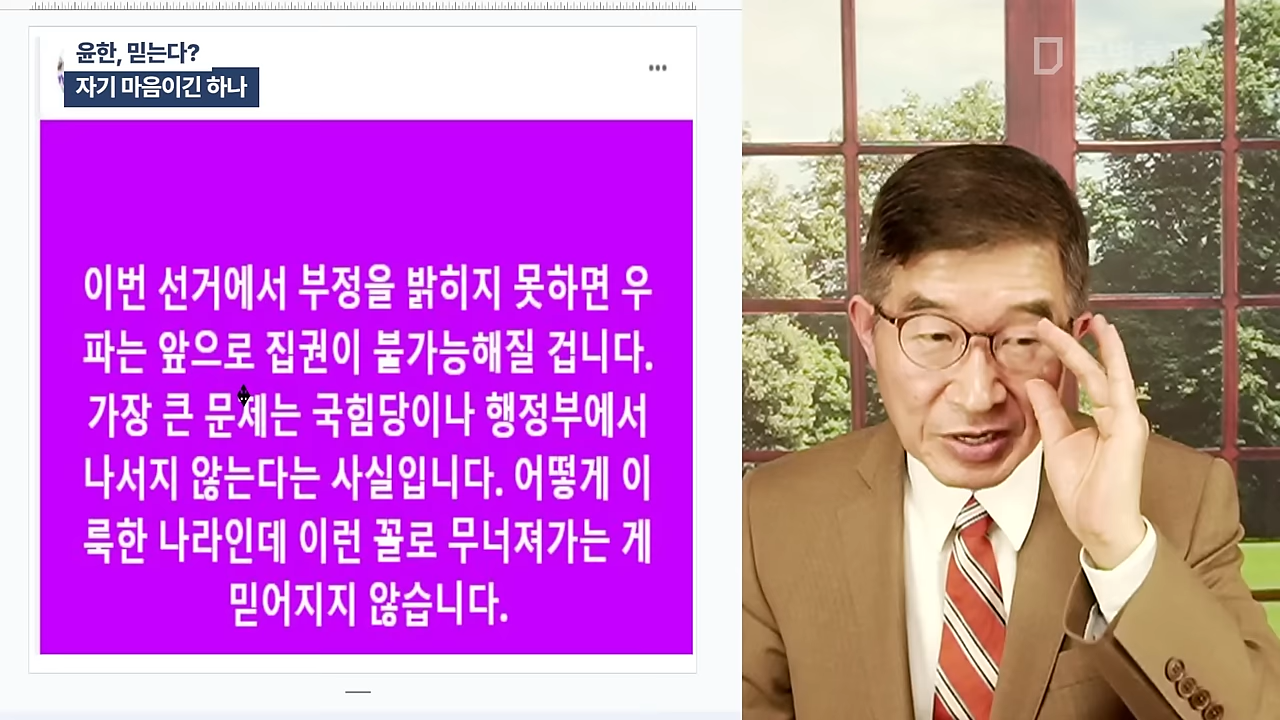 윤한, 믿는다?
자기 마음이긴 하나
이번 선거에서 부정을 밝히지 못하면 우
파는 앞으로 집권이 불가능해질 겁니다.
가장 큰 문제는 국힘당이나 행정부에서
나서지 않는다는 사실입니다. 어떻게 이
룩한 나라인데 이런 꼴로 무너져가는 게
믿어지지 않습니다.